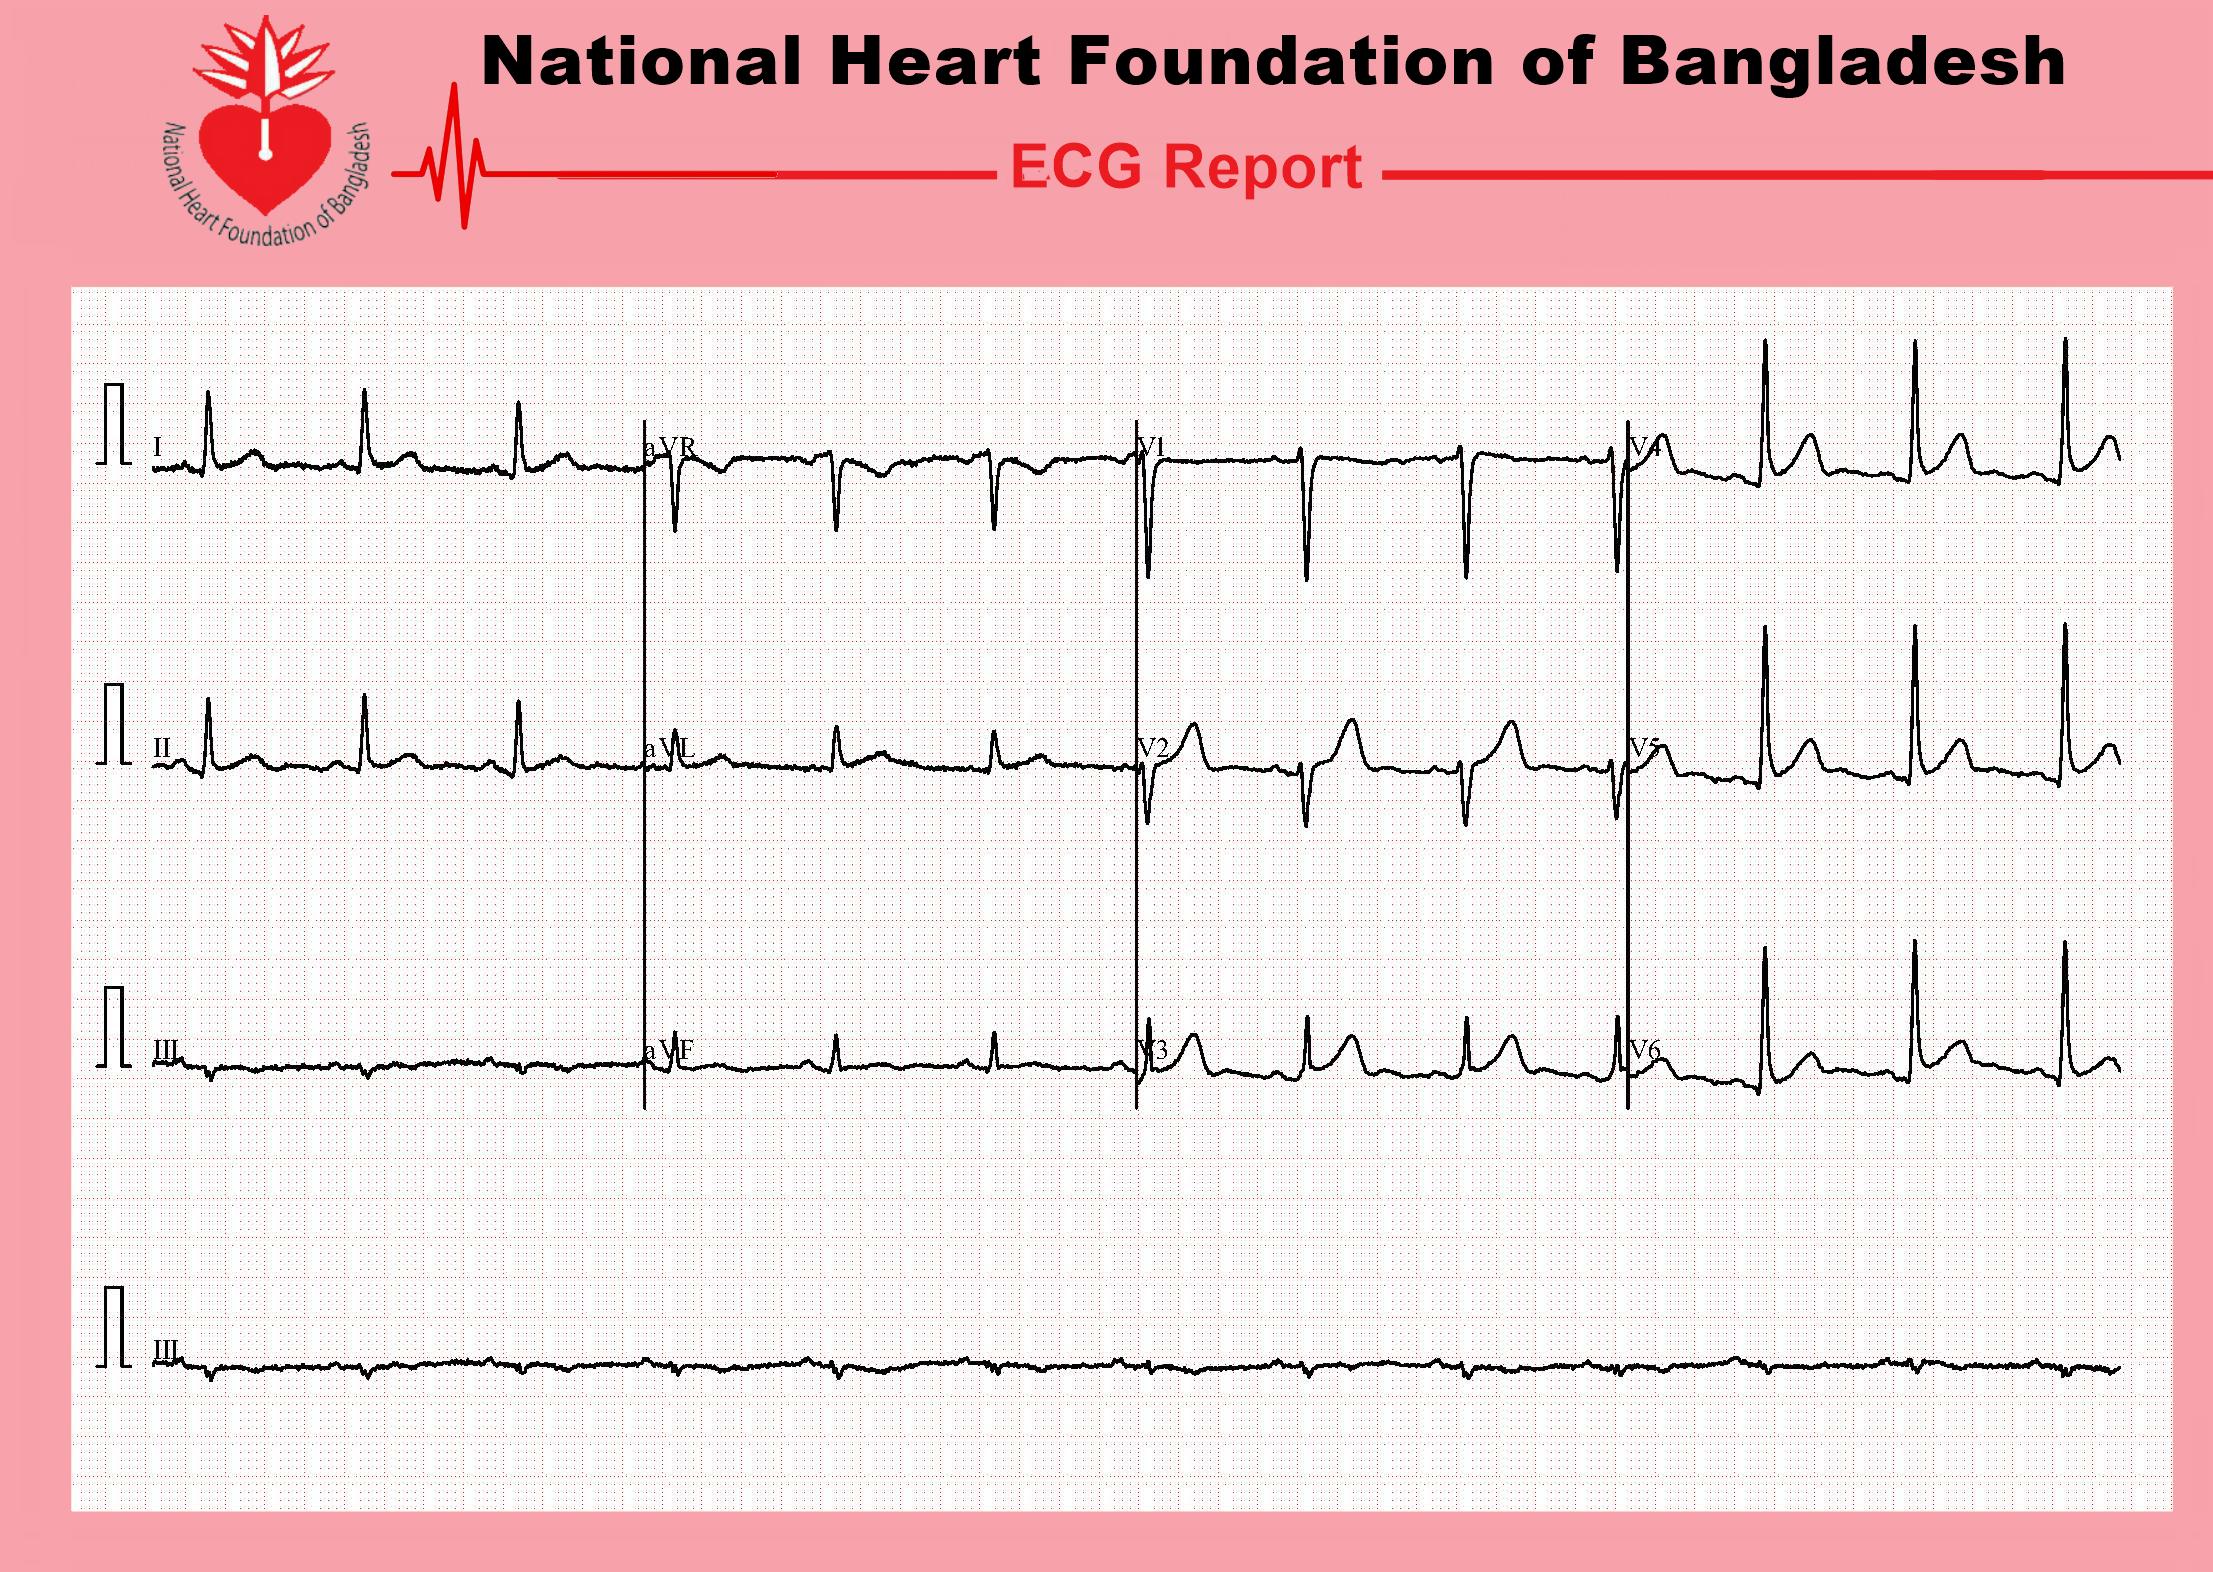 National Heart Foundation of Bangladesh
National Heart Foundation of Bangladesh
ECG Report
I
aVR
V1
V4
II
aVL
V2
V5
III
aVF
V3
V6
III